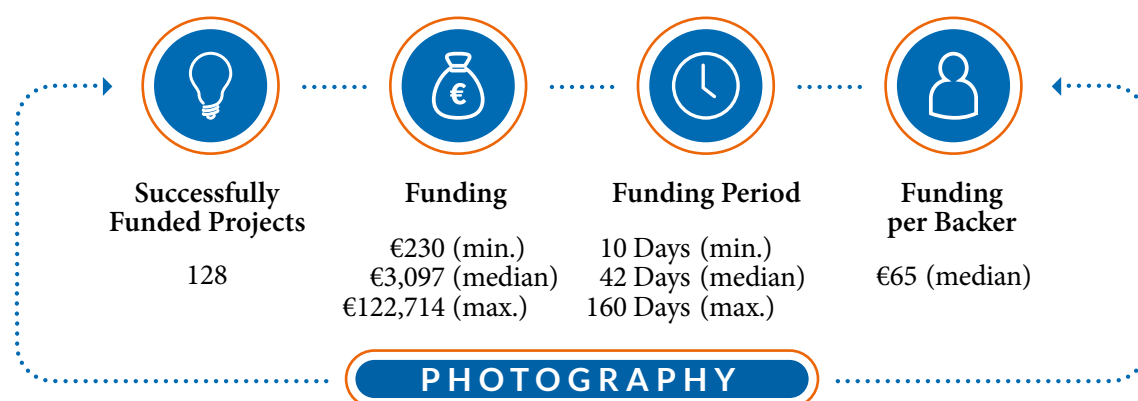 €
Successfully
Funded Projects
128
Funding
€230 (min.)
€3,097 (median)
€122,714 (max.)
Funding Period
10 Days (min.)
42 Days (median)
160 Days (max.)
Funding
per Backer
€65 (median)
PHOTOGRAPHY